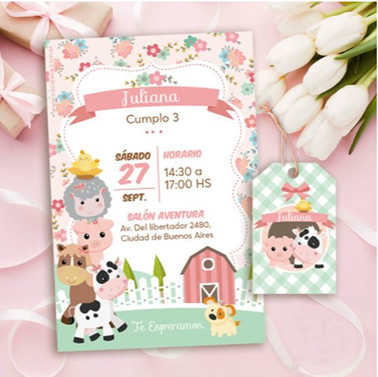 Juliana
Cumplo 3
SÁBADO
27
SEPT.
HORARIO
14:30 a
17:00 HS
SALÓN AVENTURA
Av. Del libertador 2480,
Ciudad de Buenos Aires
Te Esperamos
Juliana